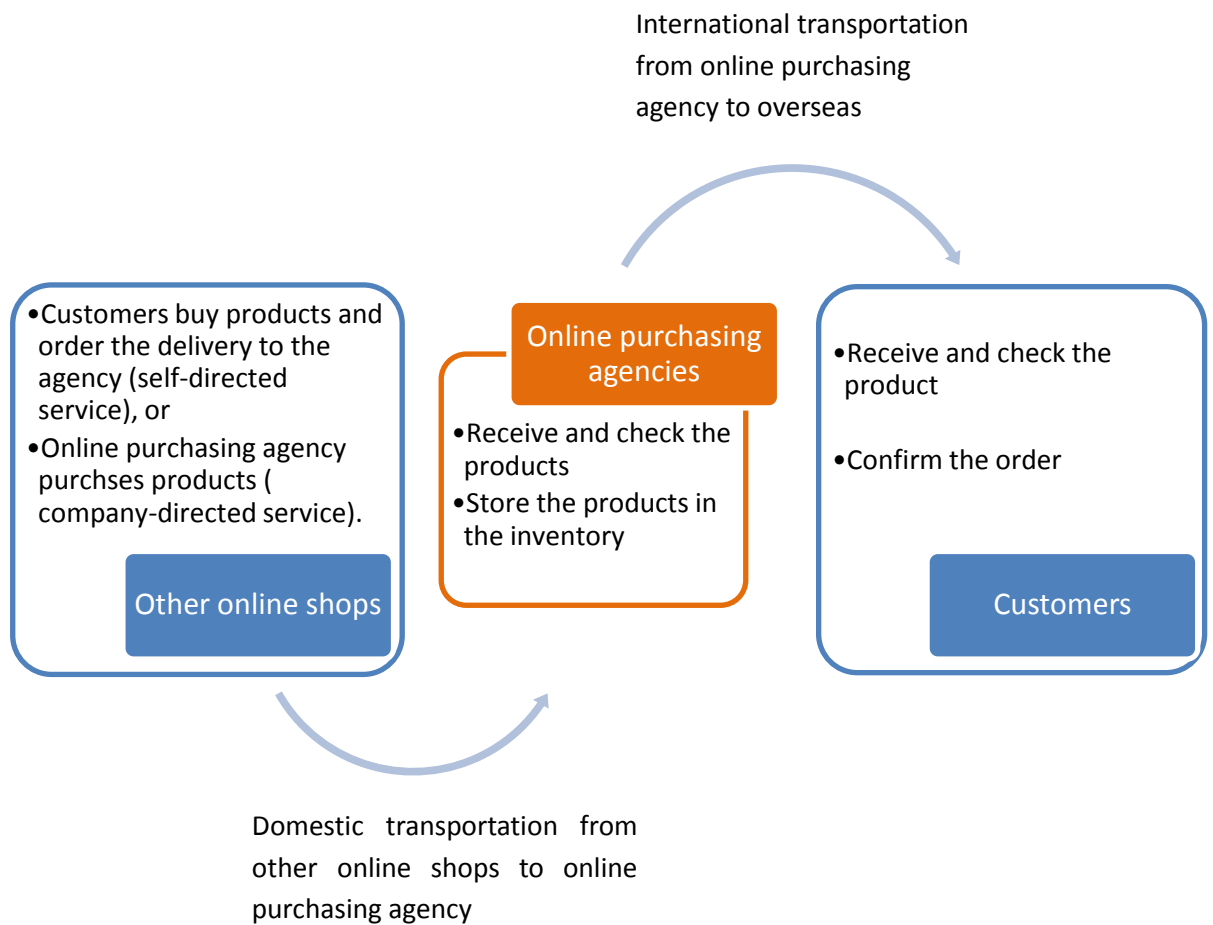 International transportation
from online purchasing
agency to overseas
•Customers buy products and
order the delivery to the
agency (self-directed
service), or
•Online purchasing agency
purchses products (
company-directed service).
Other online shops
Online purchasing
agencies
•Receive and check the
products
•Store the products in
the inventory
•Receive and check the
product
•Confirm the order
Customers
Domestic transportation from
other online shops to online
purchasing agency